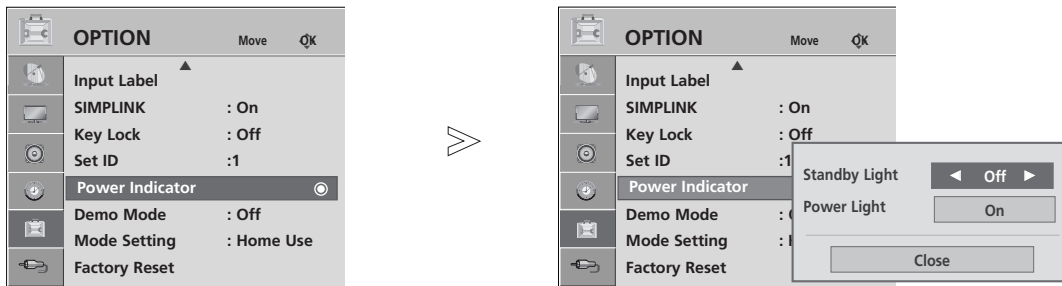 OPTION Move OK
Input Label
SIMPLINK : On
Key Lock : Off
Set ID :1
Power Indicator
Demo Mode : Off
Mode Setting : Home Use
Factory Reset
OPTION Move OK
Input Label
SIMPLINK : On
Key Lock : Off
Set ID :1
Power Indicator
Demo Mode :
Mode Setting :
Factory Reset
Standby Light ◄ Off ►
Power Light On
Close